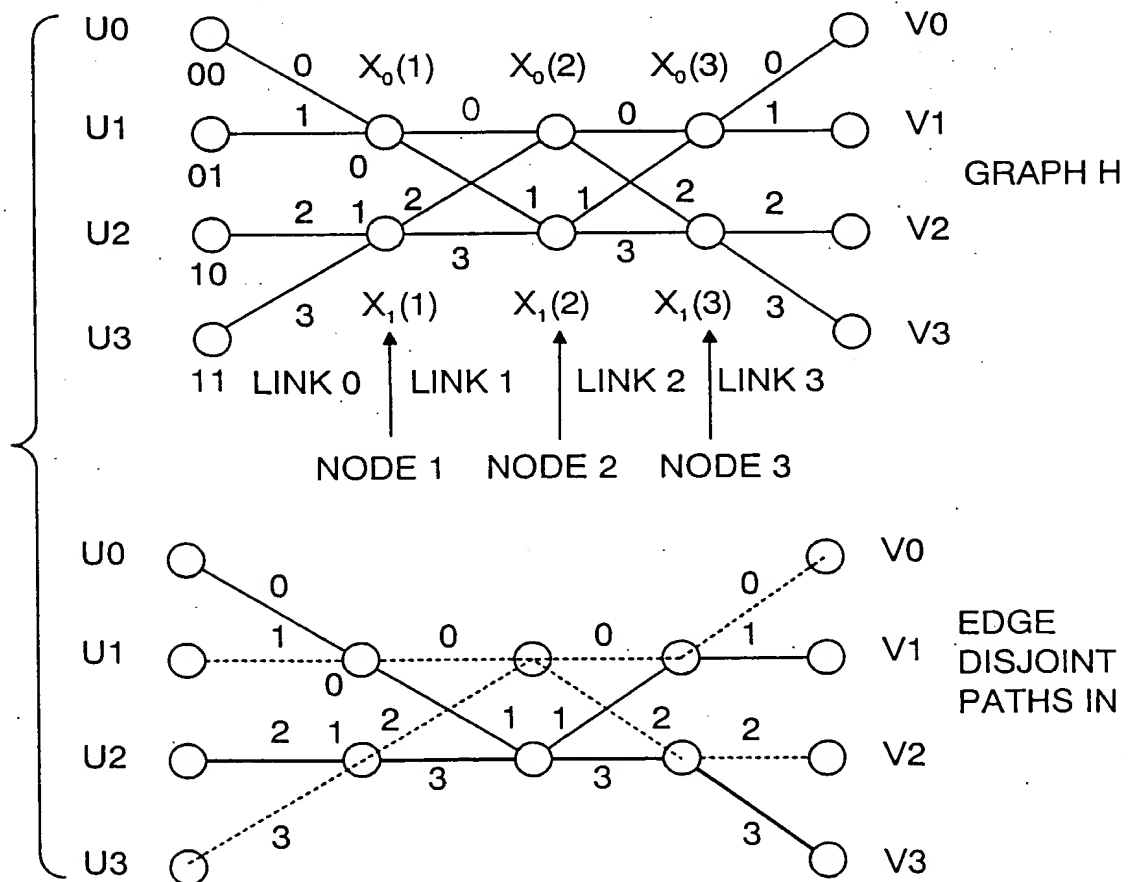 U0 V0
00 0 X₀(1) X₀(2) X₀(3) 0
U1 1 0 0 1 V1
01 0
GRAPH H
2 1 2 1 1 2 2
U2 3 3 V2
10
3 X₁(1) X₁(2) X₁(3) 3
U3 V3
11 LINK 0 LINK 1 LINK 2 LINK 3
NODE 1 NODE 2 NODE 3
U0 V0
0 0
U1 1 0 0 1 V1
0
EDGE
DISJOINT
PATHS IN
2 1 2 1 1 2 2
U2 3 3 V2
3 3
U3 V3